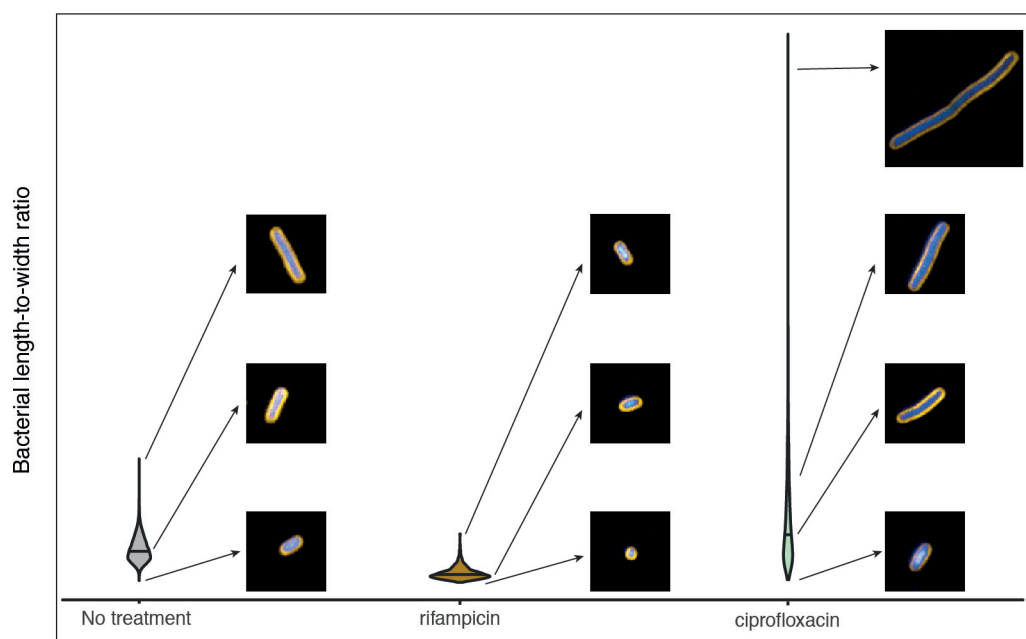 Bacterial length-to-width ratio
No treatment
rifampicin
ciprofloxacin